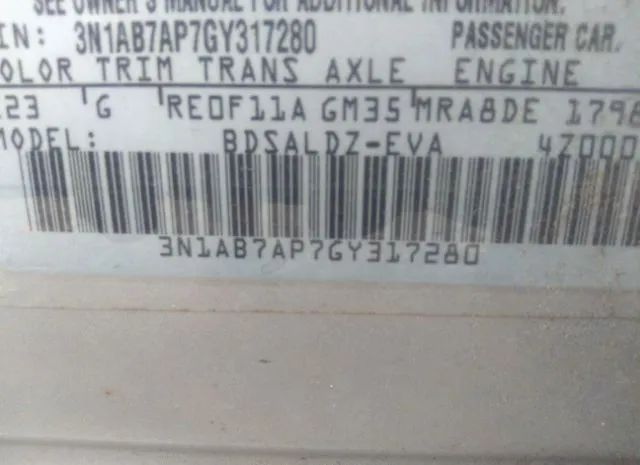 SEE OWNER'S MANUAL FOR ADDITIONAL INFORMATION.
IN: 3N1AB7AP7GY317280 PASSENGER CAR.
OLOR TRIM TRANS AXLE ENGINE
23 G RE0F11A GM35 MRA8DE 1798
MODEL: BDSALDZ-EVA 4Z000
3N1AB7AP7GY317280